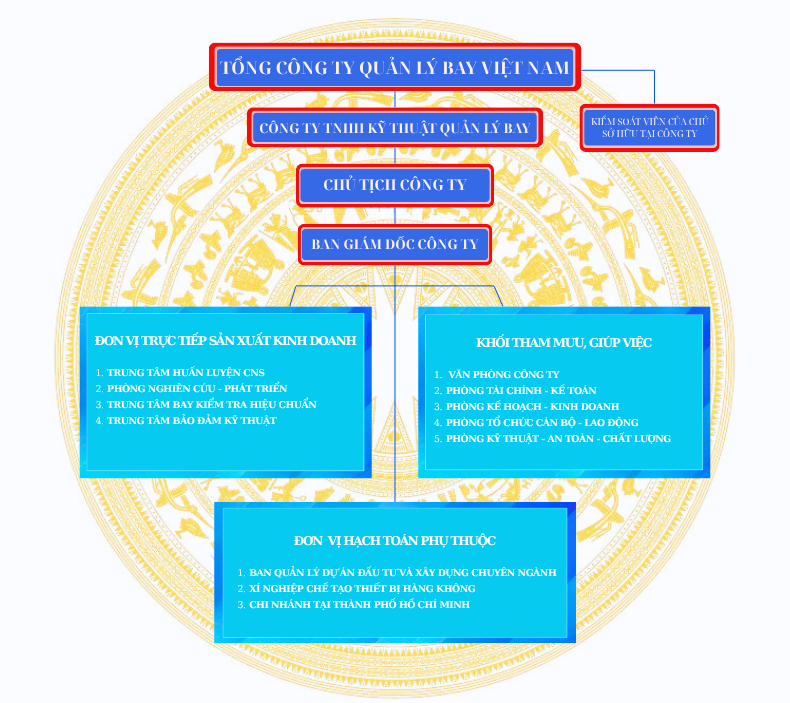 TỔNG CÔNG TY QUẢN LÝ BAY VIỆT NAM
KIỂM SOÁT VIÊN CỦA CHỦ
SỞ HỮU TẠI CÔNG TY
CÔNG TY TNHH KỸ THUẬT QUẢN LÝ BAY
CHỦ TỊCH CÔNG TY
BAN GIÁM DỐC CÔNG TY
ĐƠN VỊ TRỰC TIẾP SẢN XUẤT KINH DOANH
1. TRUNG TÂM HUẤN LUYỆN CNS
2. PHÒNG NGHIÊN CỨU - PHÁT TRIỂN
3. TRUNG TÂM BAY KIỂM TRA HIỆU CHUẨN
4. TRUNG TÂM BẢO ĐẢM KỸ THUẬT
KHỐI THAM MƯU, GIÚP VIỆC
1. VĂN PHÒNG CÔNG TY
2. PHÒNG TÀI CHÍNH - KẾ TOÁN
3. PHÒNG KẾ HOẠCH - KINH DOANH
4. PHÒNG TỔ CHỨC CÁN BỘ - LAO ĐỘNG
5. PHÒNG KỸ THUẬT - AN TOÀN - CHẤT LƯỢNG
ĐƠN VỊ HẠCH TOÁN PHỤ THUỘC
1. BAN QUẢN LÝ DỰ ÁN ĐẦU TƯ VÀ XÂY DỰNG CHUYÊN NGÀNH
2. XÍ NGHIỆP CHẾ TẠO THIẾT BỊ HÀNG KHÔNG
3. CHI NHÁNH TẠI THÀNH PHỐ HỒ CHÍ MINH